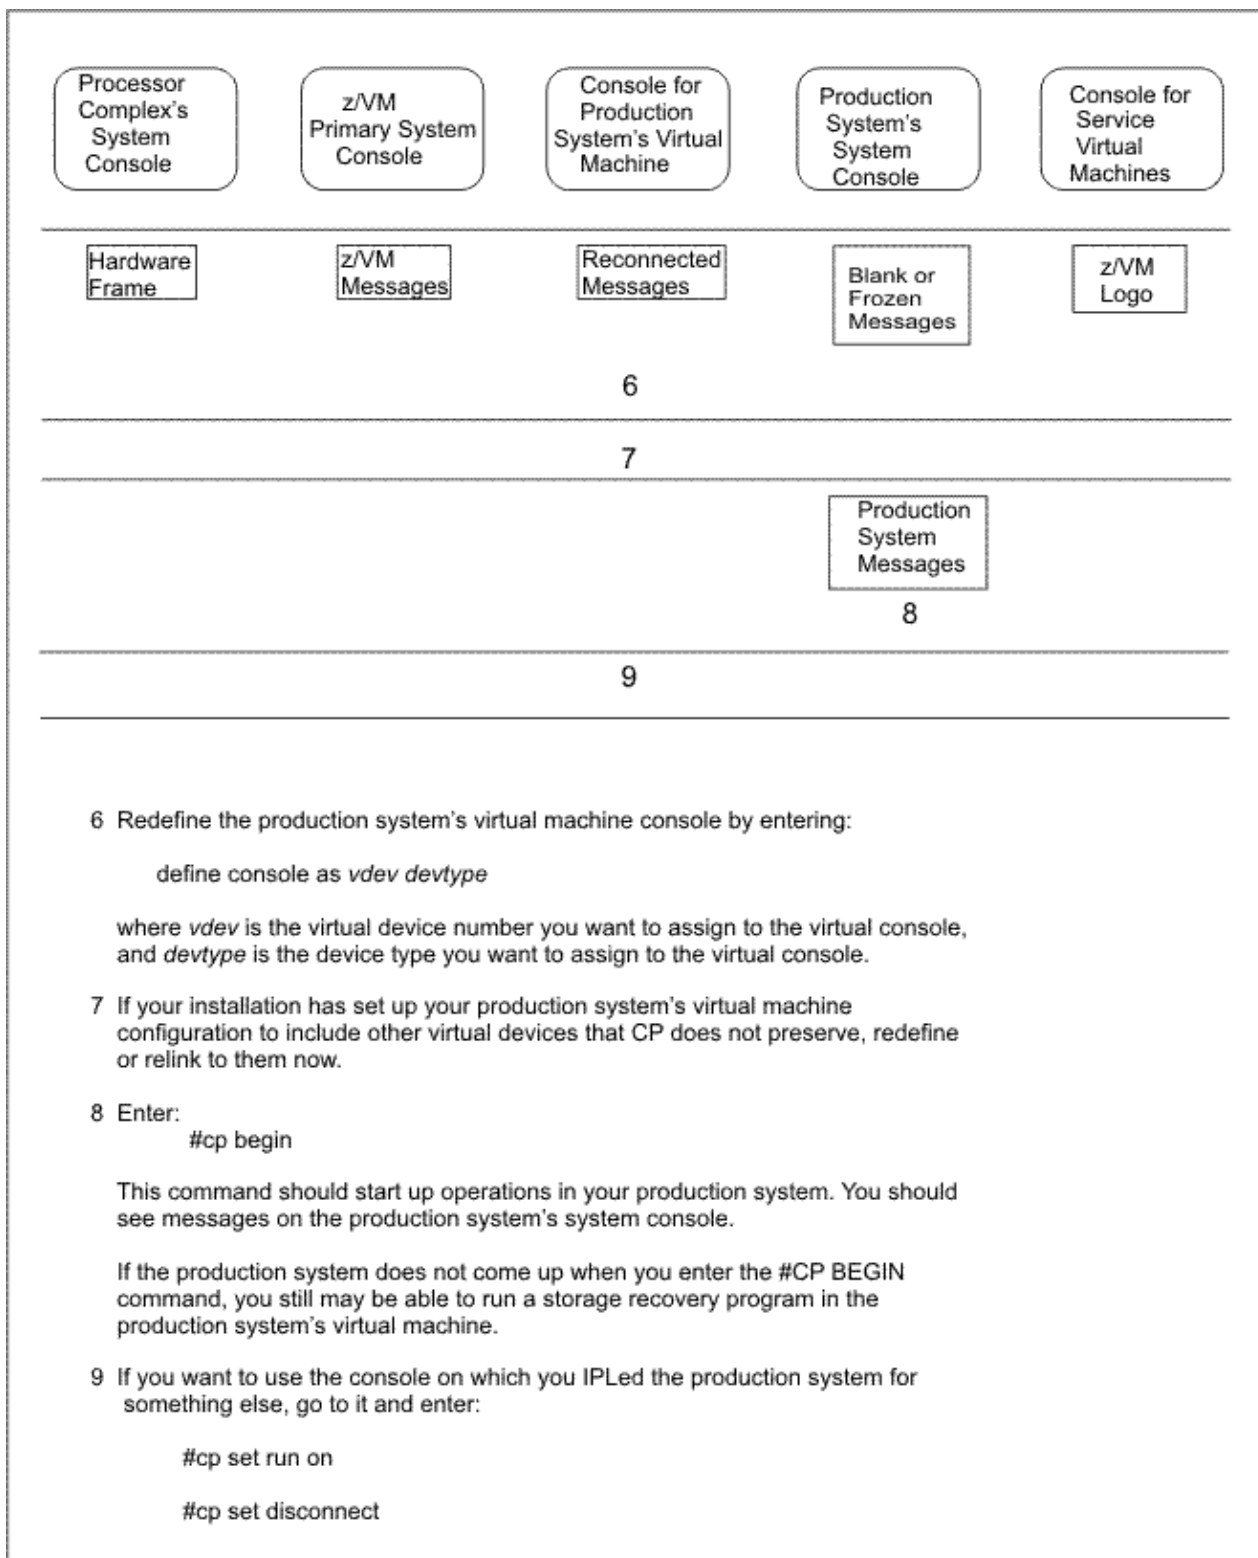 Processor
Complex's
System
Console
z/VM
Primary System
Console
Console for
Production
System's Virtual
Machine
Production
System's
System
Console
Console for
Service
Virtual
Machines
Hardware
Frame
z/VM
Messages
Reconnected
Messages
Blank or
Frozen
Messages
z/VM
Logo
6
7
Production
System
Messages
8
9
6 Redefine the production system's virtual machine console by entering:
define console as vdev devtype
where vdev is the virtual device number you want to assign to the virtual console,
and devtype is the device type you want to assign to the virtual console.
7 If your installation has set up your production system's virtual machine
configuration to include other virtual devices that CP does not preserve, redefine
or relink to them now.
8 Enter:
#cp begin
This command should start up operations in your production system. You should
see messages on the production system's system console.
If the production system does not come up when you enter the #CP BEGIN
command, you still may be able to run a storage recovery program in the
production system's virtual machine.
9 If you want to use the console on which you IPLed the production system for
something else, go to it and enter:
#cp set run on
#cp set disconnect